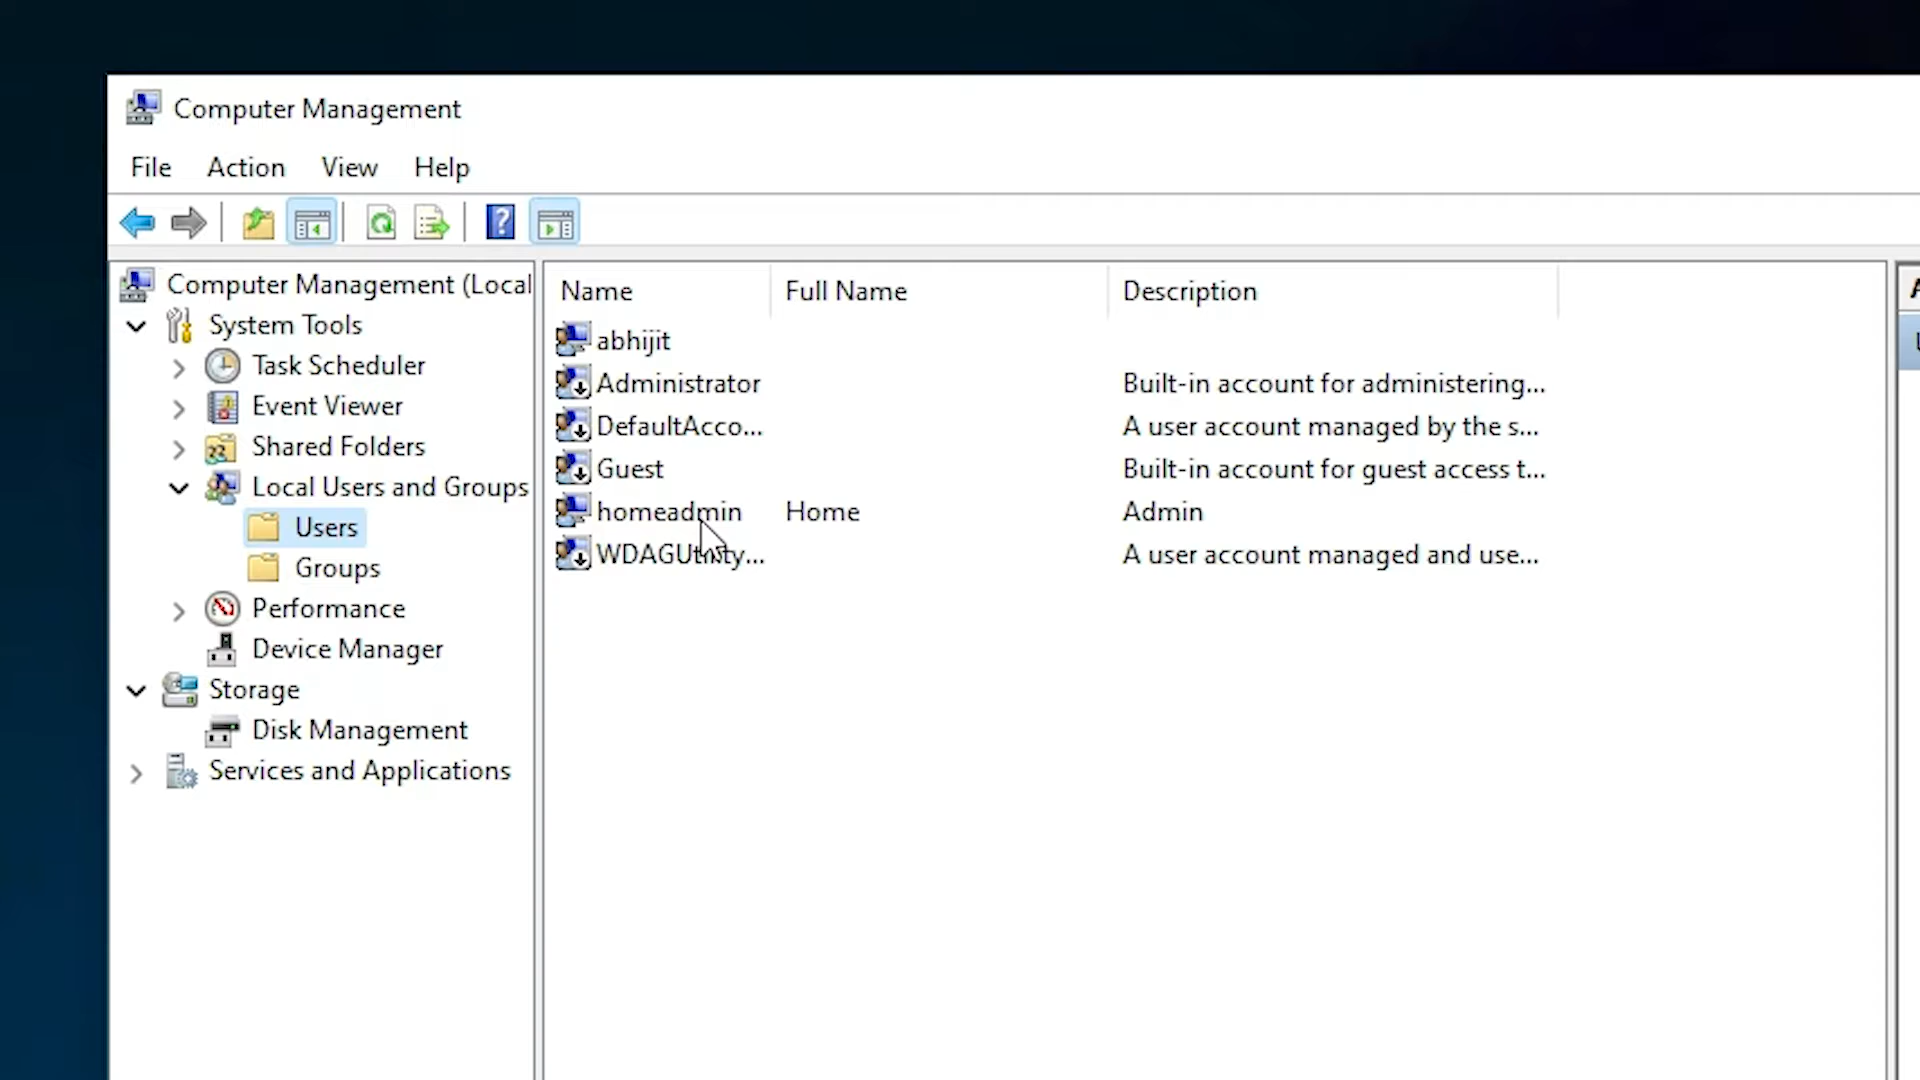 Computer Management
File Action View Help
Computer Management (Local
System Tools
Task Scheduler
Event Viewer
Shared Folders
Local Users and Groups
Users
Groups
Performance
Device Manager
Storage
Disk Management
Services and Applications
Name Full Name Description
abhijit
Administrator Built-in account for administering...
DefaultAcco... A user account managed by the s...
Guest Built-in account for guest access t...
homeadmin Home Admin
A user account managed and use...